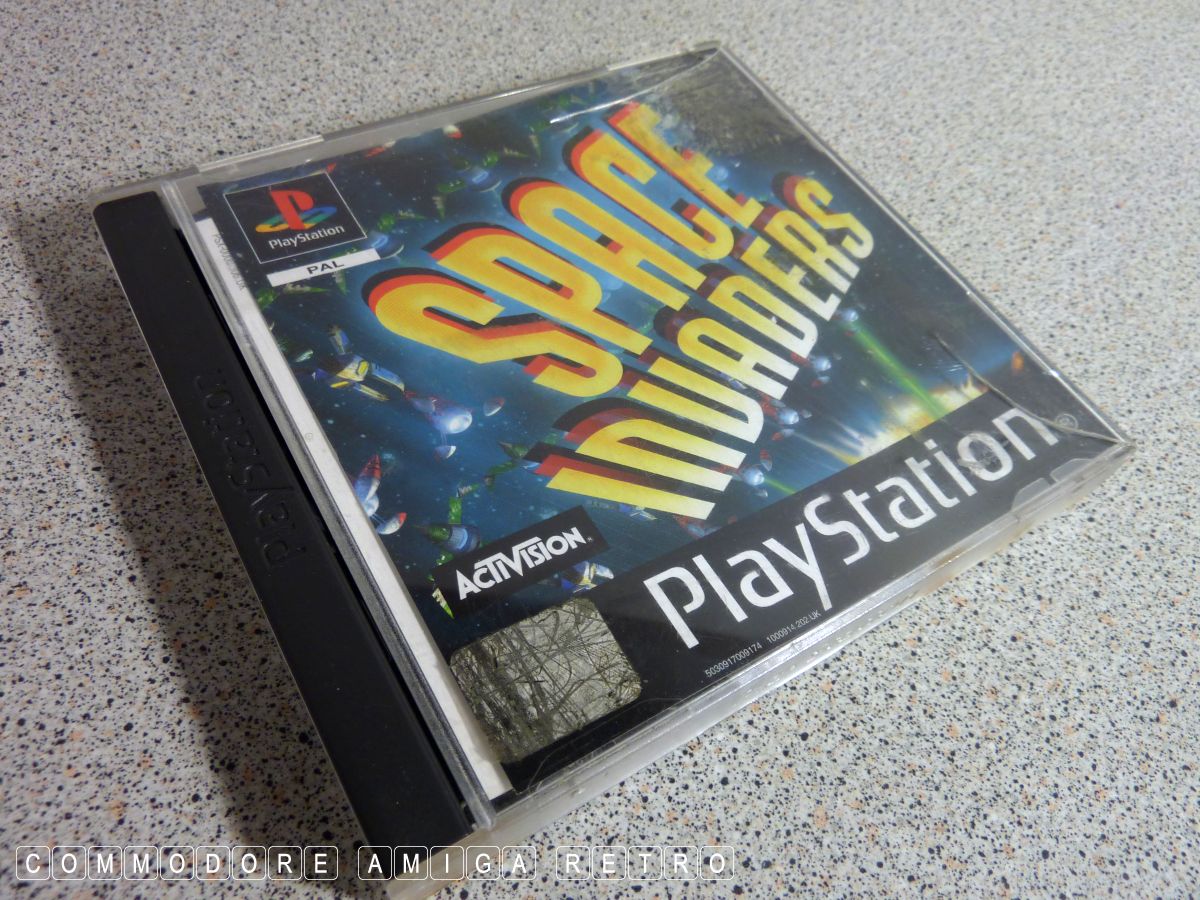 PlayStation
PAL
SPACE
INVADERS
ACTIVISION
PlayStation
5030917009174 1000914.202.UK
PlayStation
COMMODORE AMIGA RETRO